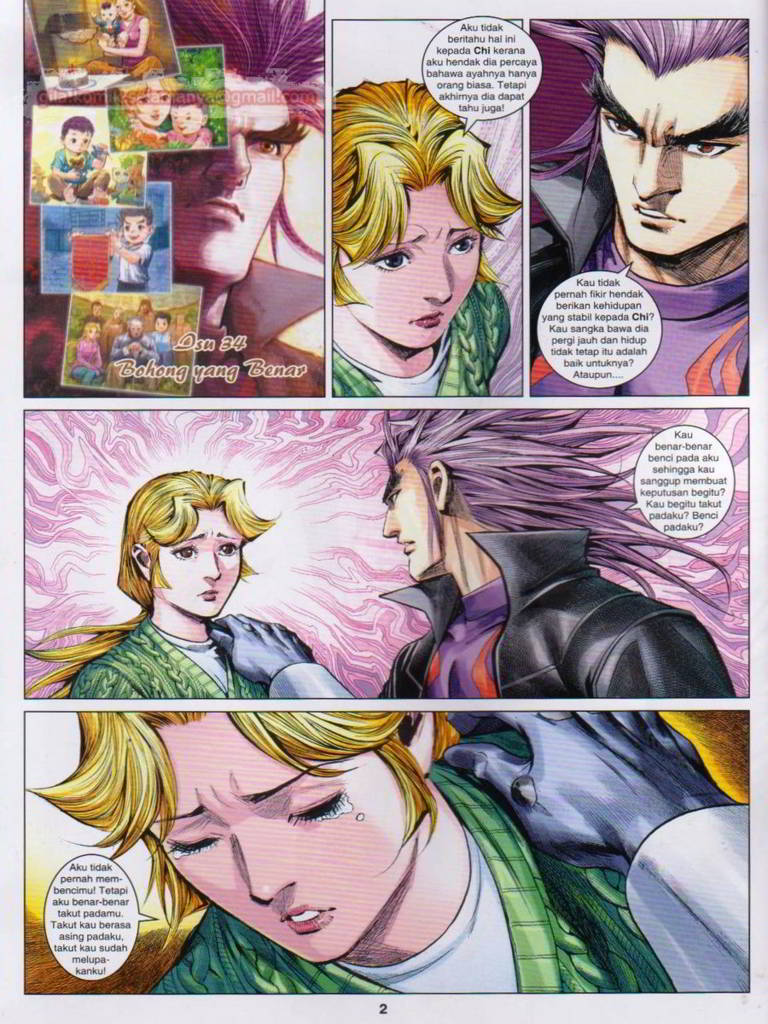 Isu 34
Bohong yang Benar
Aku tidak
beritahu hal ini
kepada Chi kerana
aku hendak dia percaya
bahawa ayahnya hanya
orang biasa. Tetapi
akhirnya dia dapat
tahu juga!
Kau tidak
pernah fikir hendak
berikan kehidupan
yang stabil kepada Chi?
Kau sangka bawa dia
pergi jauh dan hidup
tidak tetap itu adalah
baik untuknya?
Ataupun....
Kau
benar-benar
benci pada aku
sehingga kau
sanggup membuat
keputusan begitu?
Kau begitu takut
padaku? Benci
padaku?
Aku tidak
pernah mem-
bencimu! Tetapi
aku benar-benar
takut padamu.
Takut kau berasa
asing padaku,
takut kau sudah
melupa-
kanku!
2